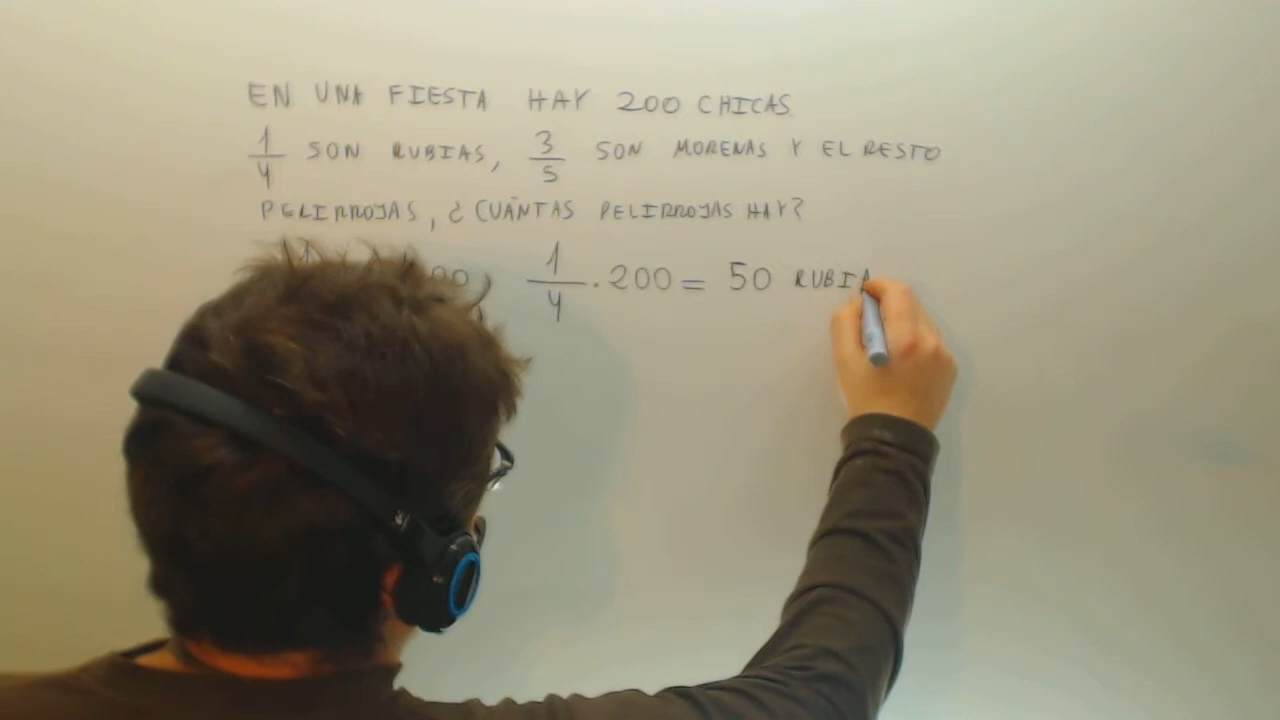 EN UNA FIESTA HAY 200 CHICAS
1/4 SON RUBIAS, 3/5 SON MORENAS Y EL RESTO
PELIRROJAS, ¿CUÁNTAS PELIRROJAS HAY?
1/4 · 200 = 50 RUBIA